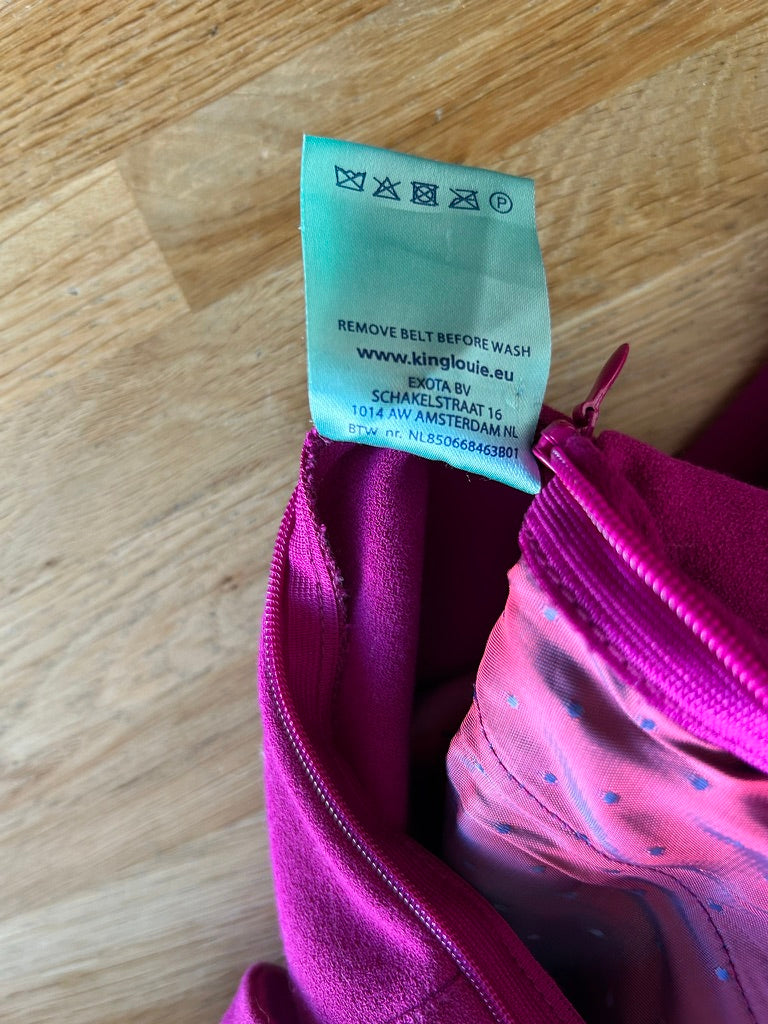 P
REMOVE BELT BEFORE WASH
www.kinglouie.eu
EXOTA BV
SCHAKELSTRAAT 16
1014 AW AMSTERDAM NL
BTW nr. NL850668463B01